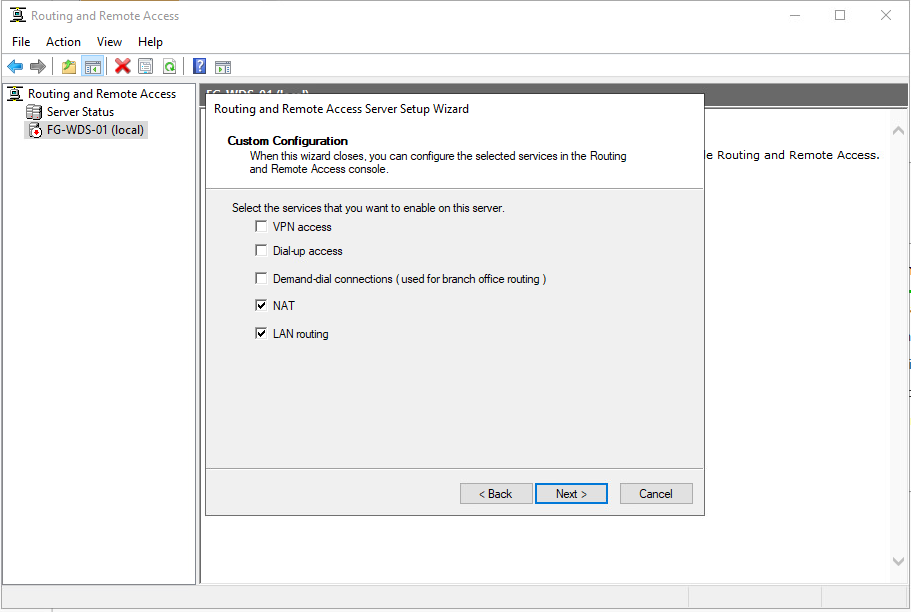 Routing and Remote Access
File Action View Help
Routing and Remote Access
Server Status
FG-WDS-01 (local)
FG-WDS-01 (local)
Routing and Remote Access Server Setup Wizard
Custom Configuration
When this wizard closes, you can configure the selected services in the Routing
and Remote Access console.
le Routing and Remote Access.
Select the services that you want to enable on this server.
VPN access
Dial-up access
Demand-dial connections ( used for branch office routing )
NAT
LAN routing
< Back Next > Cancel